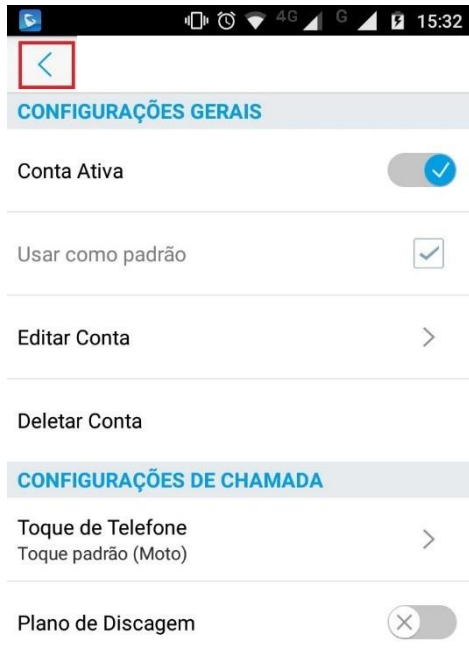 4G G 15:32
CONFIGURAÇÕES GERAIS
Conta Ativa
Usar como padrão
Editar Conta
Deletar Conta
CONFIGURAÇÕES DE CHAMADA
Toque de Telefone
Toque padrão (Moto)
Plano de Discagem